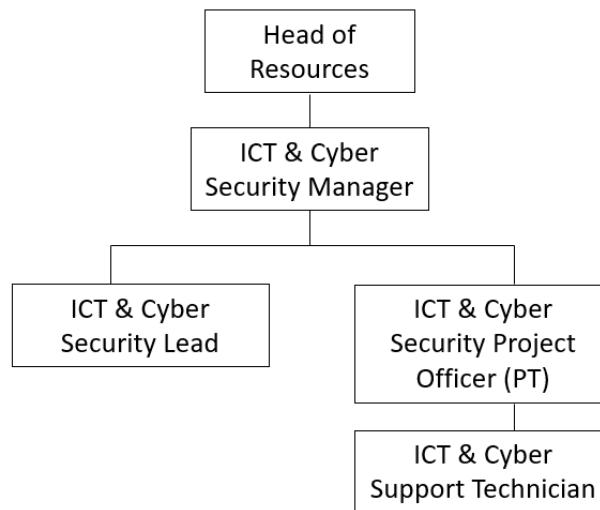 Head of
Resources
ICT & Cyber
Security Manager
ICT & Cyber
Security Lead
ICT & Cyber
Security Project
Officer (PT)
ICT & Cyber
Support Technician